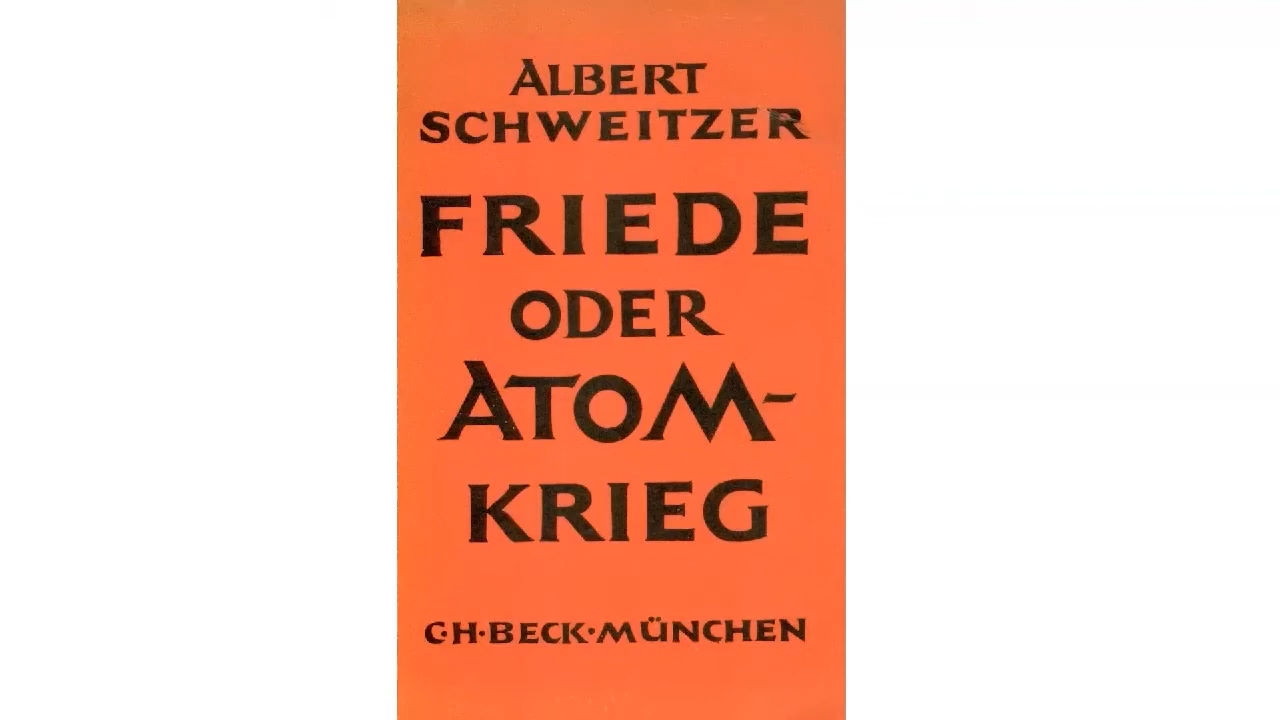 ALBERT
SCHWEITZER
FRIEDE
ODER
ATOM-
KRIEG
C·H·BECK·MÜNCHEN